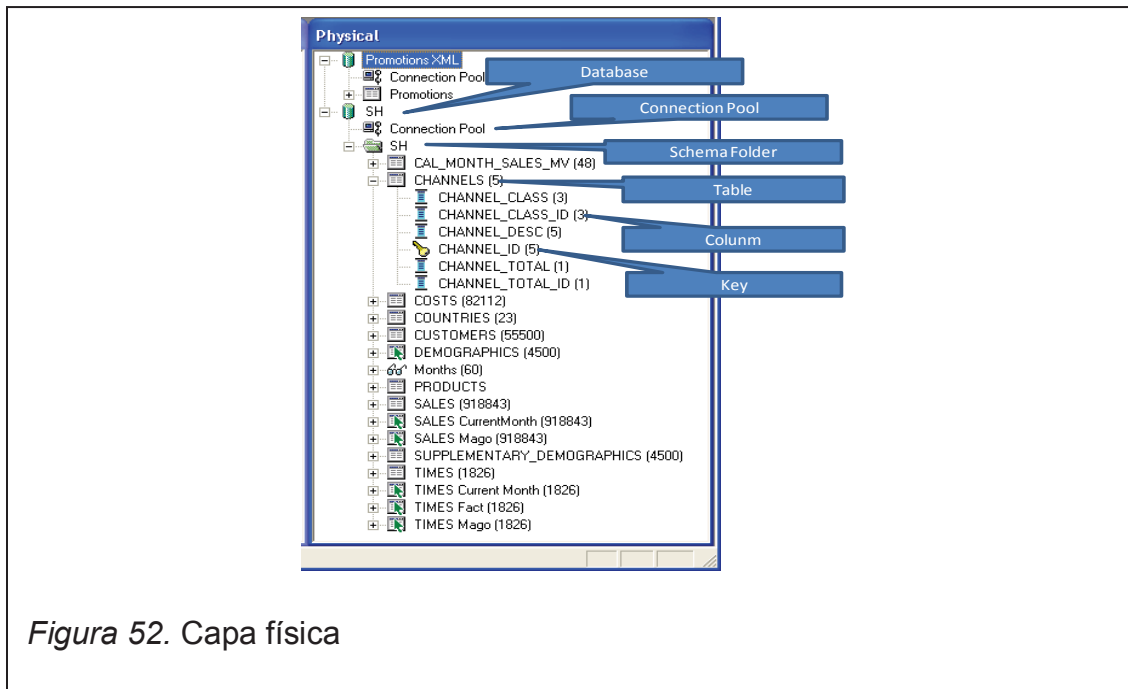 Physical
Promotions XML
Connection Pool
Database
Promotions
SH
Connection Pool
Connection Pool
SH
Schema Folder
CAL_MONTH_SALES_MV (48)
CHANNELS (5)
Table
CHANNEL_CLASS (3)
CHANNEL_CLASS_ID (3)
CHANNEL_DESC (5)
Colunm
CHANNEL_ID (5)
CHANNEL_TOTAL (1)
CHANNEL_TOTAL_ID (1)
Key
COSTS (82112)
COUNTRIES (23)
CUSTOMERS (55500)
DEMOGRAPHICS (4500)
Months (60)
PRODUCTS
SALES (918843)
SALES CurrentMonth (918843)
SALES Mago (918843)
SUPPLEMENTARY_DEMOGRAPHICS (4500)
TIMES (1826)
TIMES Current Month (1826)
TIMES Fact (1826)
TIMES Mago (1826)
Figura 52. Capa física